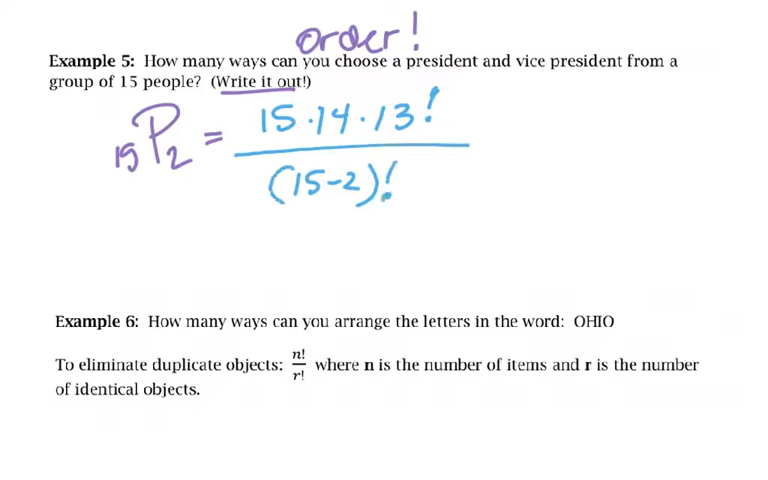 order!
Example 5: How many ways can you choose a president and vice president from a
group of 15 people? (Write it out!)
₁₅P₂ = 15 · 14 · 13!
(15-2)!
Example 6: How many ways can you arrange the letters in the word: OHIO
To eliminate duplicate objects: n!/r! where n is the number of items and r is the number
of identical objects.